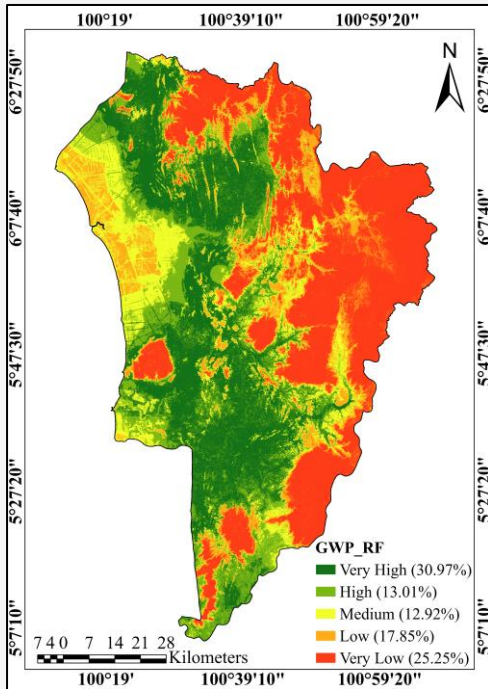 100°19' 100°39'10" 100°59'20"
N
6°27'50" 6°27'50"
6°7'40" 6°7'40"
5°47'30" 5°47'30"
5°27'20" 5°27'20"
5°7'10" 5°7'10"
GWP_RF
Very High (30.97%)
High (13.01%)
Medium (12.92%)
Low (17.85%)
Very Low (25.25%)
7 4 0 7 14 21 28
Kilometers
100°19' 100°39'10" 100°59'20"